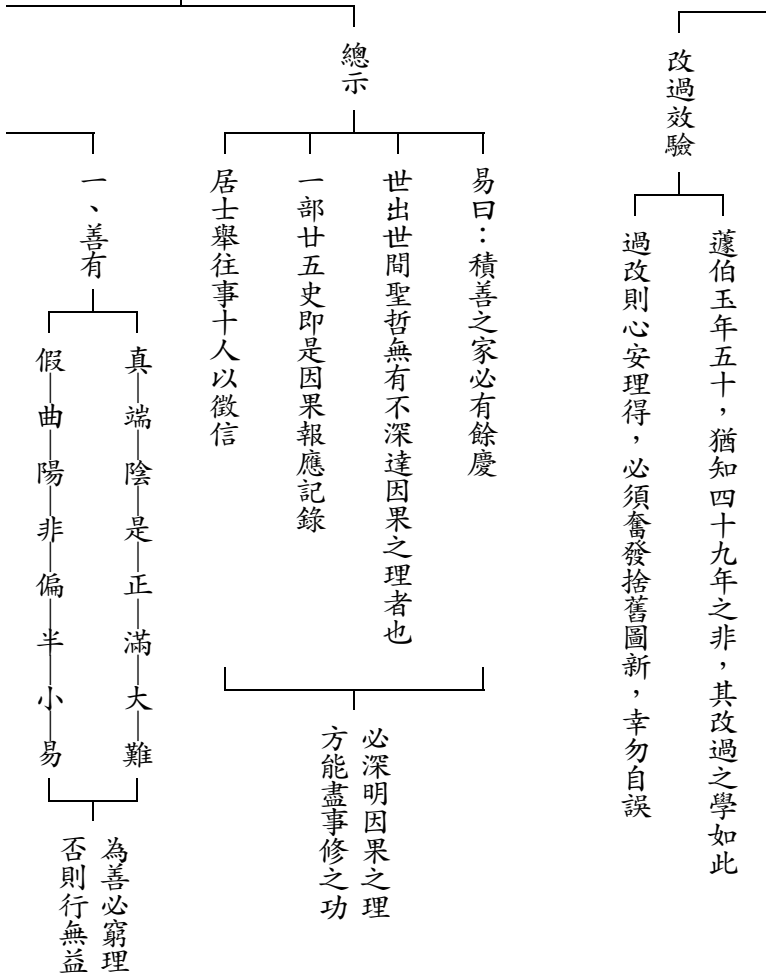 改過效驗
蘧伯玉年五十，猶知四十九年之非，其改過之學如此
過改則心安理得，必須奮發捨舊圖新，幸勿自誤
總示
易曰：積善之家必有餘慶
世出世間聖哲無有不深達因果之理者也
一部廿五史即是因果報應記錄
居士舉往事十人以徵信
必深明因果之理
方能盡事修之功
一、善有
真—端—陰—是—正—滿—大—難
假—曲—陽—非—偏—半—小—易
為善必窮理
否則行無益